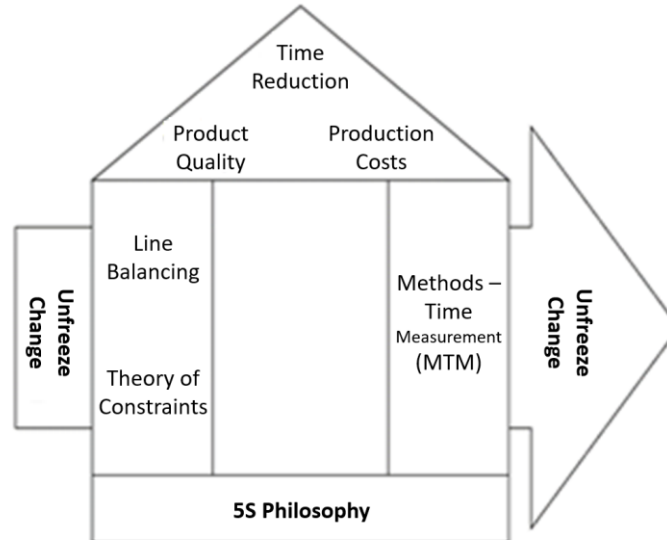 Time
Reduction
Product
Quality
Production
Costs
Line
Balancing
Theory of
Constraints
Methods –
Time
Measurement
(MTM)
Unfreeze
Change
Unfreeze
Change
5S Philosophy